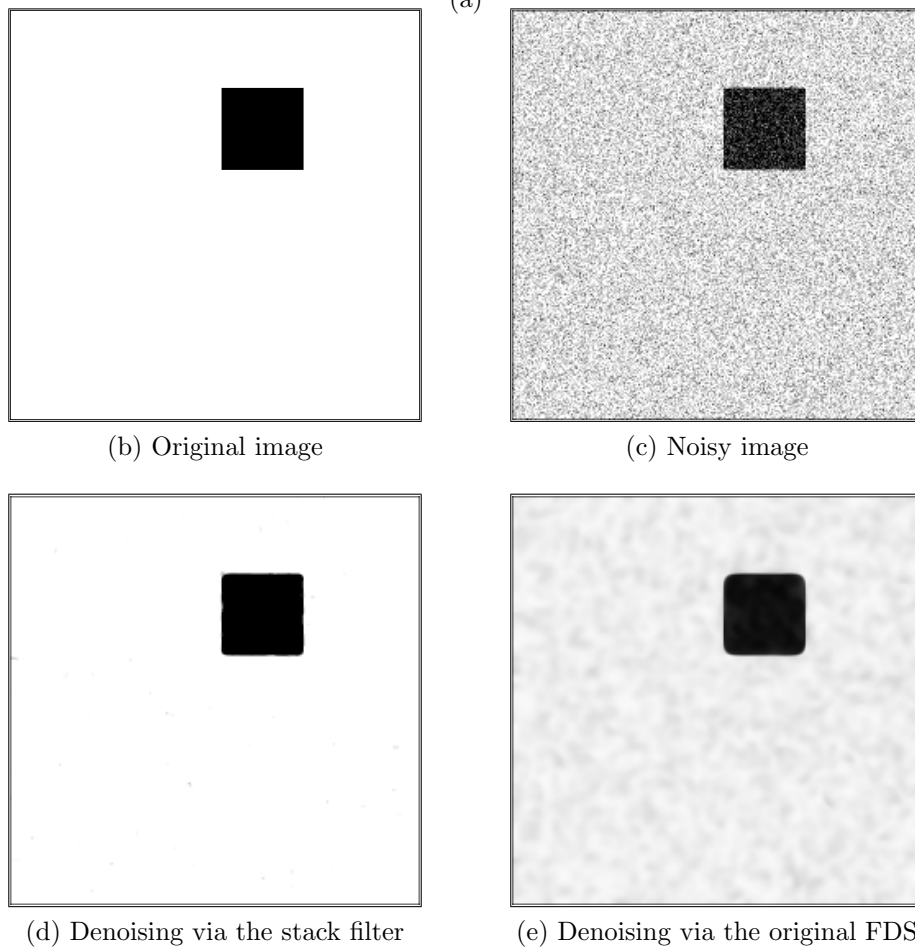 (a)
(b) Original image
(c) Noisy image
(d) Denoising via the stack filter
(e) Denoising via the original FDS